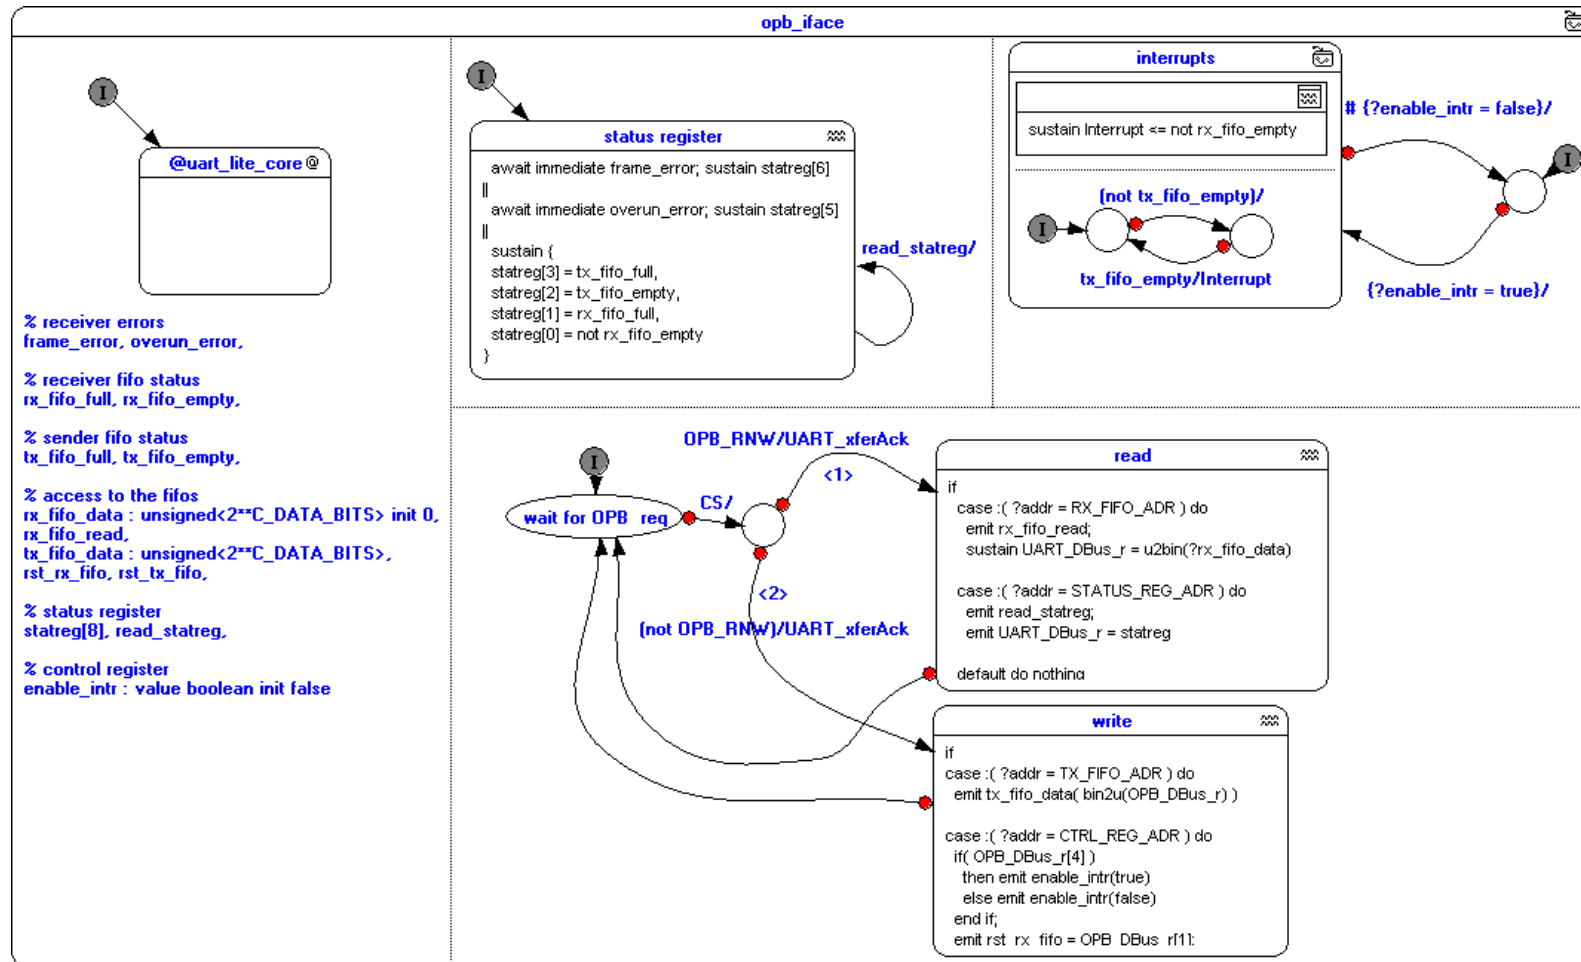 opb_iface
I
@uart_lite_core @
% receiver errors
frame_error, overun_error,
% receiver fifo status
rx_fifo_full, rx_fifo_empty,
% sender fifo status
tx_fifo_full, tx_fifo_empty,
% access to the fifos
rx_fifo_data : unsigned<2**C_DATA_BITS> init 0,
rx_fifo_read,
tx_fifo_data : unsigned<2**C_DATA_BITS>,
rst_rx_fifo, rst_tx_fifo,
% status register
statreg[8], read_statreg,
% control register
enable_intr : value boolean init false
I
status register
await immediate frame_error; sustain statreg[6]
||
await immediate overun_error; sustain statreg[5]
||
sustain {
statreg[3] = tx_fifo_full,
statreg[2] = tx_fifo_empty,
statreg[1] = rx_fifo_full,
statreg[0] = not rx_fifo_empty
}
read_statreg/
interrupts
sustain Interrupt <= not rx_fifo_empty
(not tx_fifo_empty)/
I
tx_fifo_empty/Interrupt
# {?enable_intr = false}/
I
{?enable_intr = true}/
I
wait for OPB_req
CS/
OPB_RNW/UART_xferAck
<1>
<2>
(not OPB_RNW)/UART_xferAck
read
if
case :( ?addr = RX_FIFO_ADR ) do
emit rx_fifo_read;
sustain UART_DBus_r = u2bin(?rx_fifo_data)
case :( ?addr = STATUS_REG_ADR ) do
emit read_statreg;
emit UART_DBus_r = statreg
default do nothing
write
if
case :( ?addr = TX_FIFO_ADR ) do
emit tx_fifo_data( bin2u(OPB_DBus_r) )
case :( ?addr = CTRL_REG_ADR ) do
if( OPB_DBus_r[4] )
then emit enable_intr(true)
else emit enable_intr(false)
end if;
emit rst_rx_fifo = OPB_DBus_r[1];